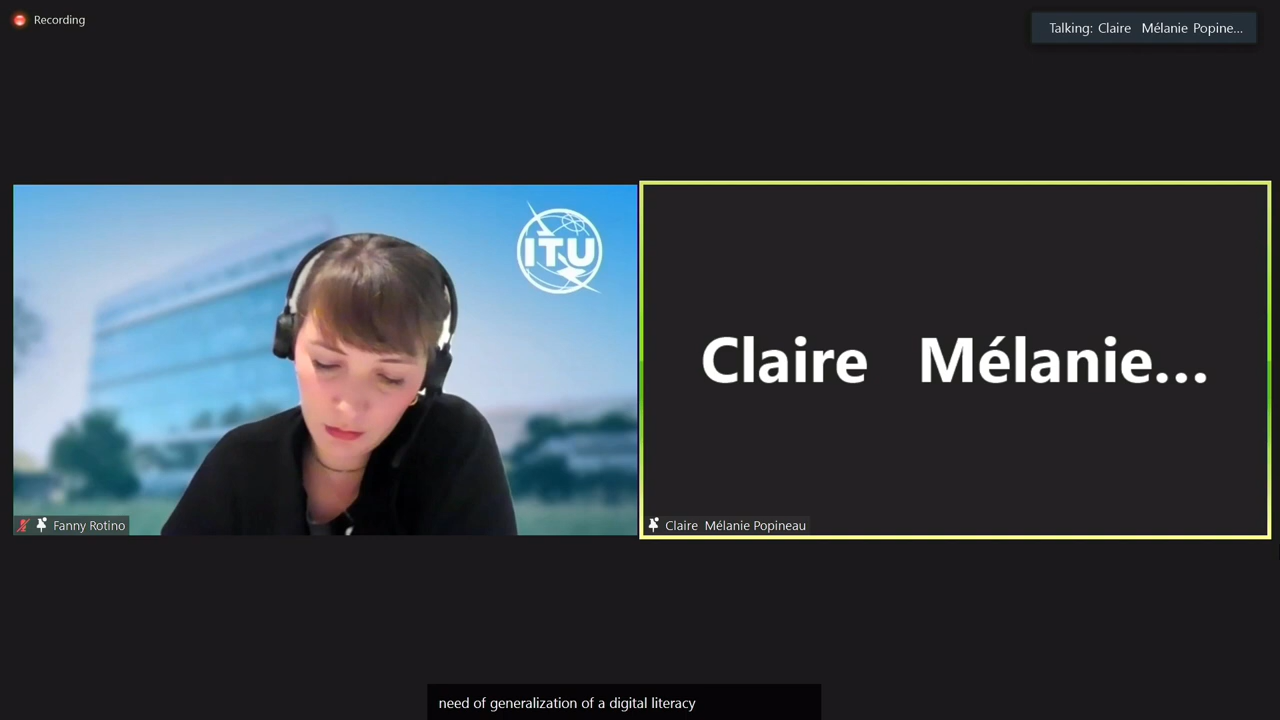 Recording
Talking: Claire Mélanie Popine...
ITU
Claire Mélanie...
Fanny Rotino
Claire Mélanie Popineau
need of generalization of a digital literacy